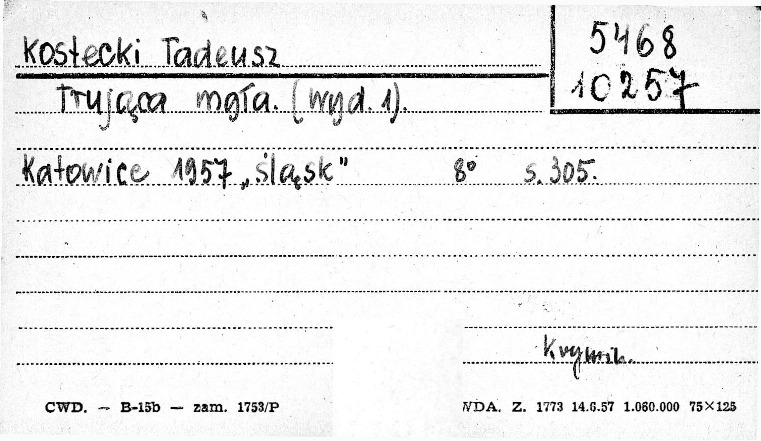 Kostecki Tadeusz
5468
10257
Trująca mgła. (wyd. 1).
Katowice 1957 „Śląsk" 8° s. 305.
Krymin.
CWD. — B-15b — zam. 1753/P
WDA. Z. 1773 14.6.57 1.060.000 75×125